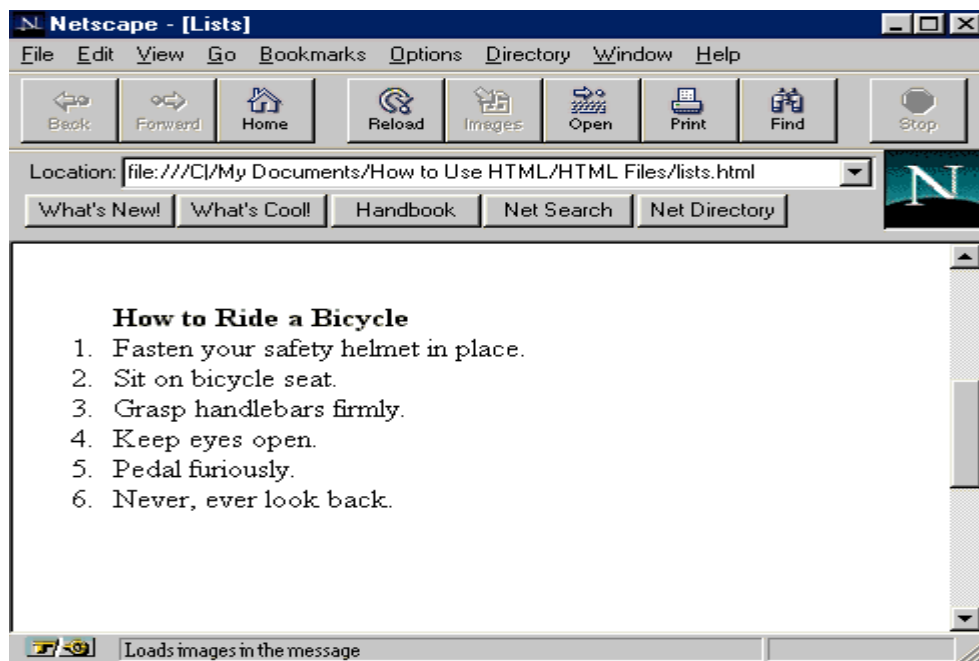 Netscape - [Lists]
File Edit View Go Bookmarks Options Directory Window Help
Back Forward Home Reload Images Open Print Find Stop
Location: file:///C|/My Documents/How to Use HTML/HTML Files/lists.html
N
What's New! What's Cool! Handbook Net Search Net Directory
How to Ride a Bicycle
1. Fasten your safety helmet in place.
2. Sit on bicycle seat.
3. Grasp handlebars firmly.
4. Keep eyes open.
5. Pedal furiously.
6. Never, ever look back.
Loads images in the message